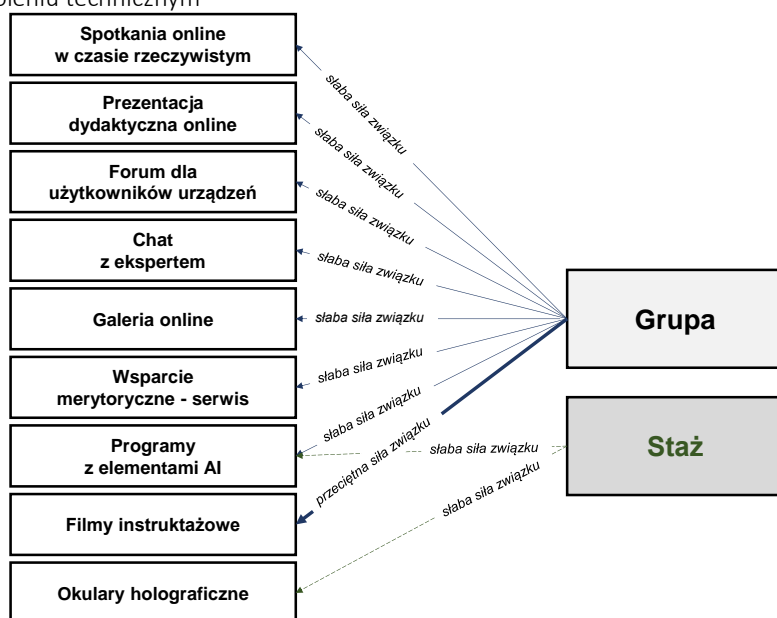 technicznym
Spotkania online
w czasie rzeczywistym
Prezentacja
dydaktyczna online
Forum dla
użytkowników urządzeń
Chat
z ekspertem
Galeria online
Wsparcie
merytoryczne - serwis
Programy
z elementami AI
Filmy instruktażowe
Okulary holograficzne
słaba siła związku
słaba siła związku
słaba siła związku
słaba siła związku
słaba siła związku
słaba siła związku
słaba siła związku
przeciętna siła związku
słaba siła związku
słaba siła związku
Grupa
Staż